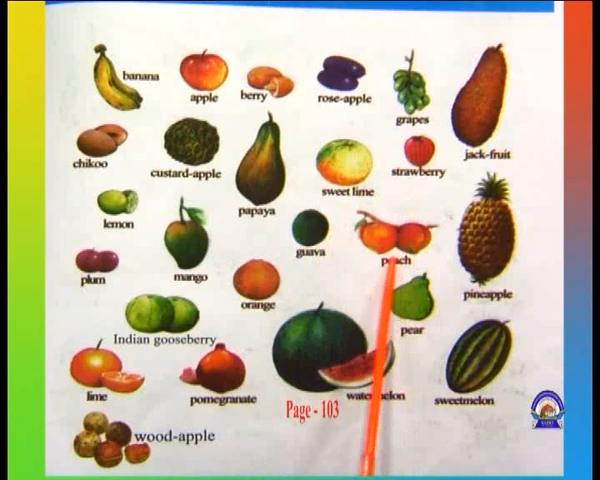 banana
apple
berry
rose-apple
grapes
jack-fruit
chikoo
custard-apple
papaya
sweet lime
strawberry
lemon
mango
guava
peach
pineapple
plum
orange
pear
Indian gooseberry
lime
pomegranate
watermelon
sweetmelon
Page - 103
wood-apple